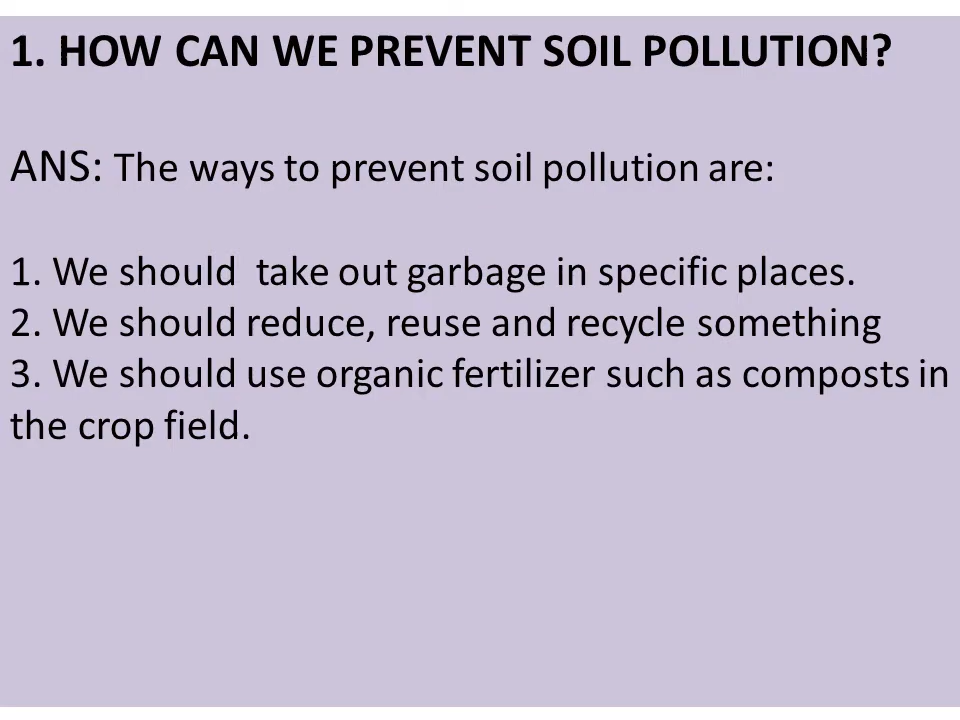 1. HOW CAN WE PREVENT SOIL POLLUTION?
ANS: The ways to prevent soil pollution are:
1. We should  take out garbage in specific places.
2. We should reduce, reuse and recycle something
3. We should use organic fertilizer such as composts in
the crop field.